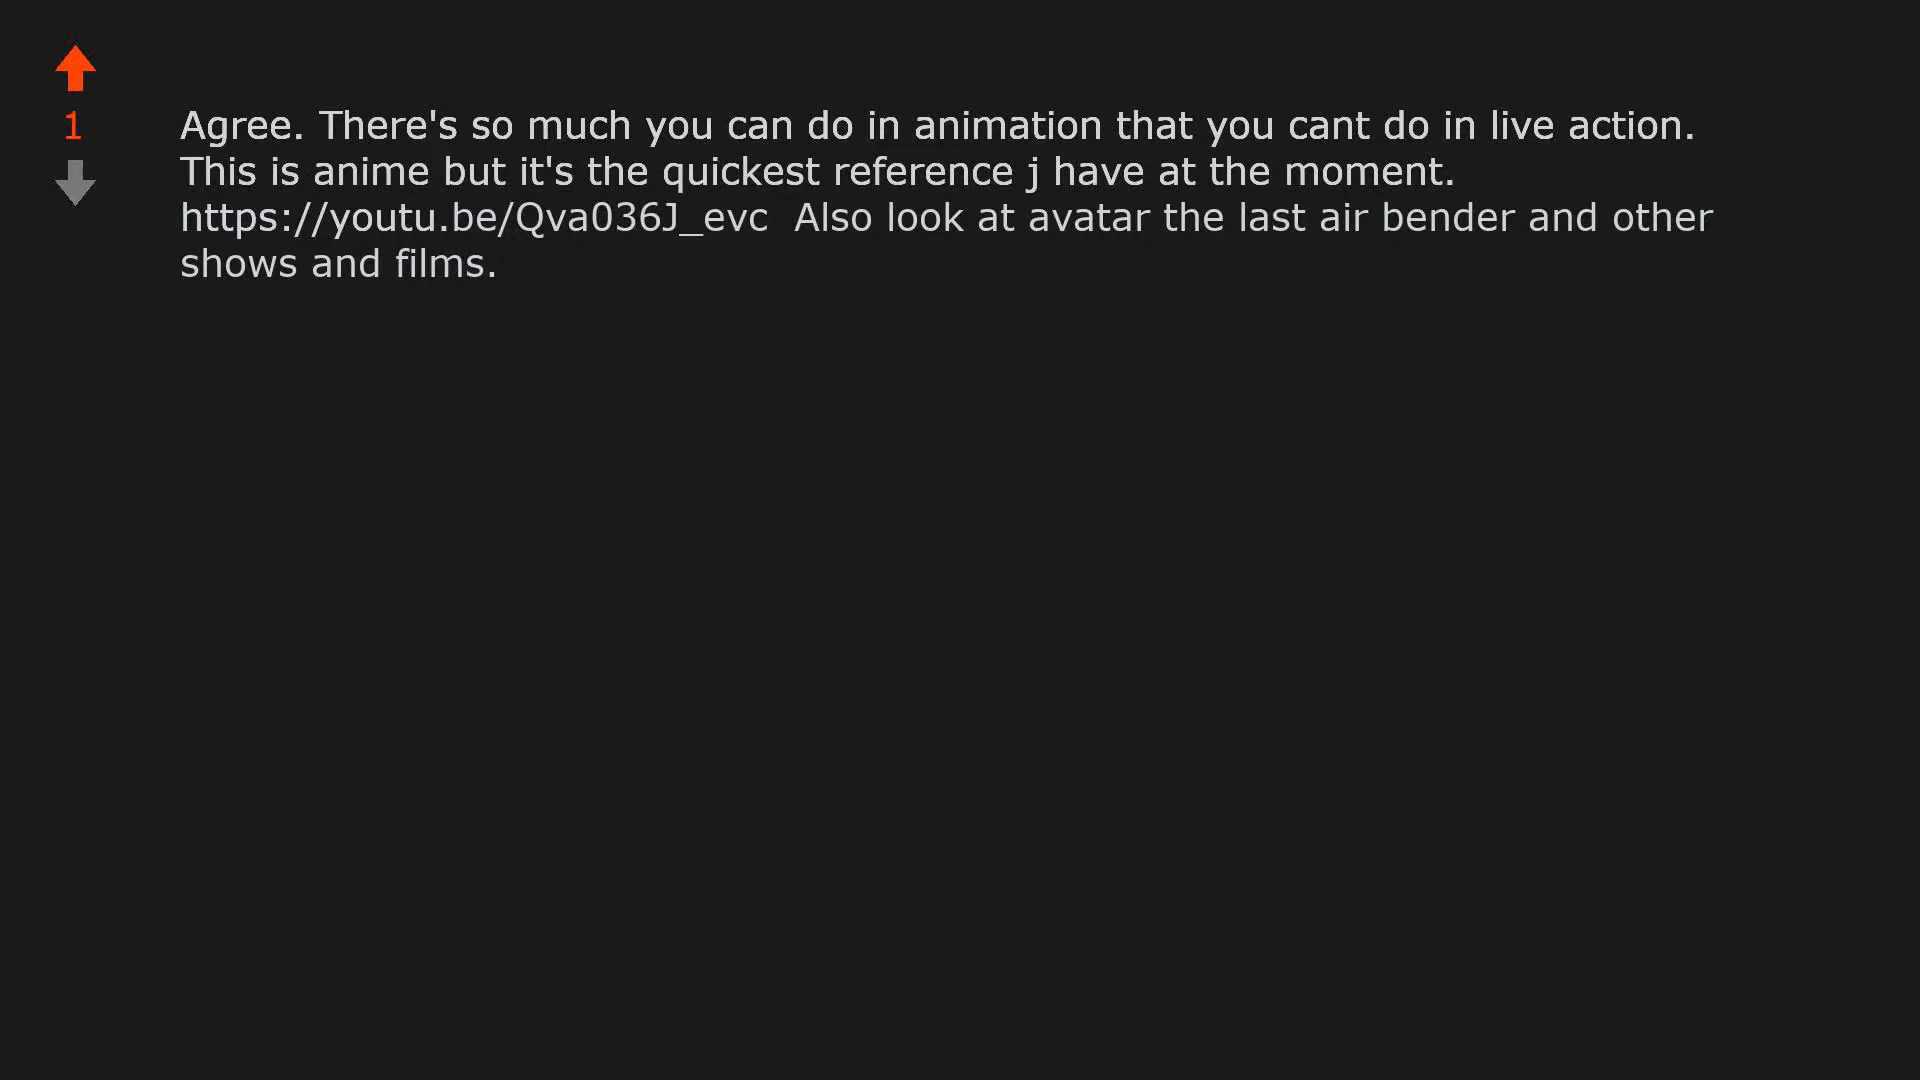 1
Agree. There's so much you can do in animation that you cant do in live action.
This is anime but it's the quickest reference j have at the moment.
https://youtu.be/Qva036J_evc  Also look at avatar the last air bender and other
shows and films.